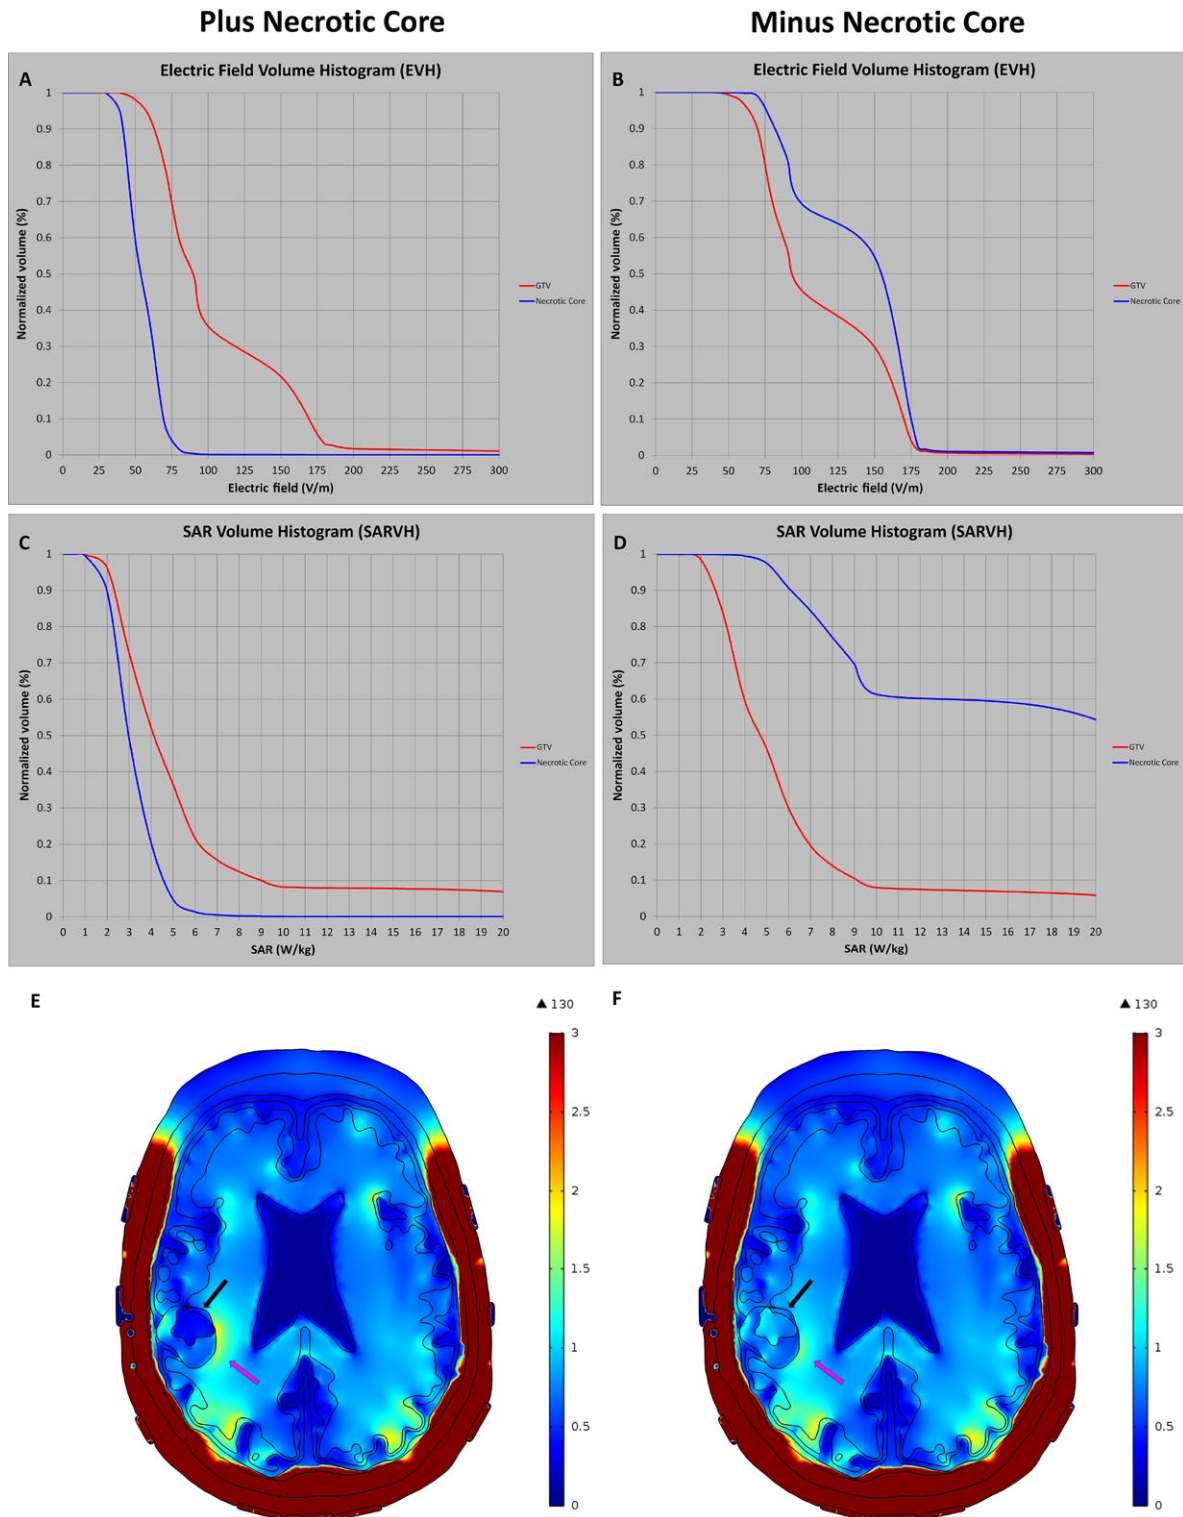 Plus Necrotic Core
Minus Necrotic Core
A
Electric Field Volume Histogram (EVH)
Normalized volume (%)
1
0.9
0.8
0.7
0.6
0.5
0.4
0.3
0.2
0.1
0
0 25 50 75 100 125 150 175 200 225 250 275 300
Electric field (V/m)
GTV
Necrotic Core
B
Electric Field Volume Histogram (EVH)
Normalized volume (%)
1
0.9
0.8
0.7
0.6
0.5
0.4
0.3
0.2
0.1
0
0 25 50 75 100 125 150 175 200 225 250 275 300
Electric field (V/m)
GTV
Necrotic Core
C
SAR Volume Histogram (SARVH)
Normalized volume (%)
1
0.9
0.8
0.7
0.6
0.5
0.4
0.3
0.2
0.1
0
0 1 2 3 4 5 6 7 8 9 10 11 12 13 14 15 16 17 18 19 20
SAR (W/kg)
GTV
Necrotic Core
D
SAR Volume Histogram (SARVH)
Normalized volume (%)
1
0.9
0.8
0.7
0.6
0.5
0.4
0.3
0.2
0.1
0
0 1 2 3 4 5 6 7 8 9 10 11 12 13 14 15 16 17 18 19 20
SAR (W/kg)
GTV
Necrotic Core
E
▲ 130
3
2.5
2
1.5
1
0.5
0
F
▲ 130
3
2.5
2
1.5
1
0.5
0